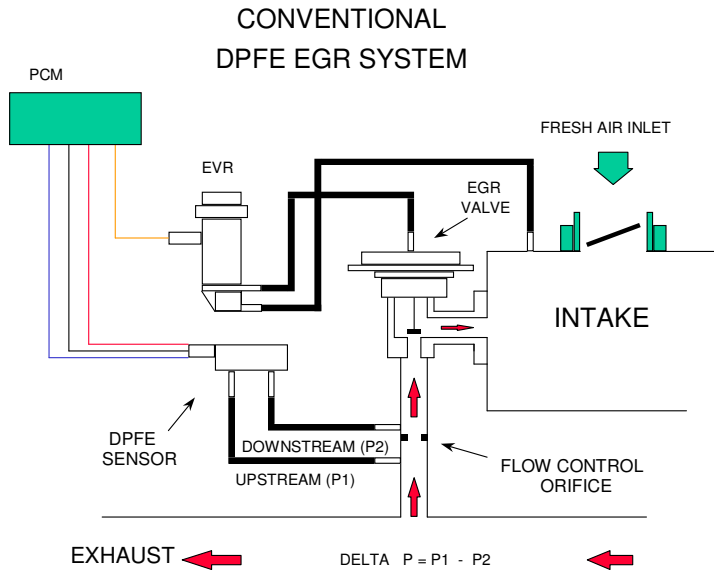 CONVENTIONAL
DPFE EGR SYSTEM
PCM
FRESH AIR INLET
EVR
EGR
VALVE
INTAKE
DPFE
SENSOR
DOWNSTREAM (P2)
UPSTREAM (P1)
FLOW CONTROL
ORIFICE
EXHAUST
DELTA P = P1 - P2